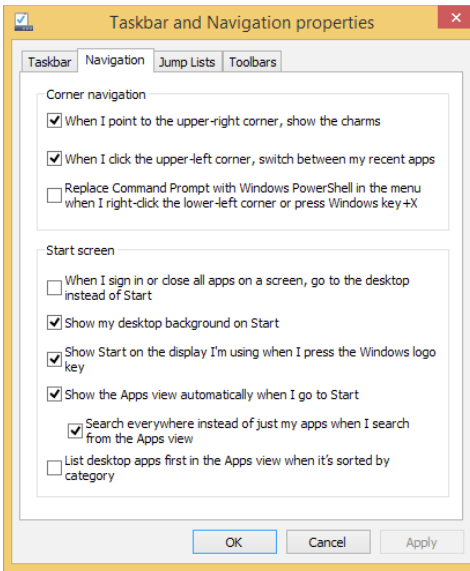 Taskbar and Navigation properties
Taskbar Navigation Jump Lists Toolbars
Corner navigation
When I point to the upper-right corner, show the charms
When I click the upper-left corner, switch between my recent apps
Replace Command Prompt with Windows PowerShell in the menu
when I right-click the lower-left corner or press Windows key+X
Start screen
When I sign in or close all apps on a screen, go to the desktop
instead of Start
Show my desktop background on Start
Show Start on the display I'm using when I press the Windows logo
key
Show the Apps view automatically when I go to Start
Search everywhere instead of just my apps when I search
from the Apps view
List desktop apps first in the Apps view when it's sorted by
category
OK Cancel Apply